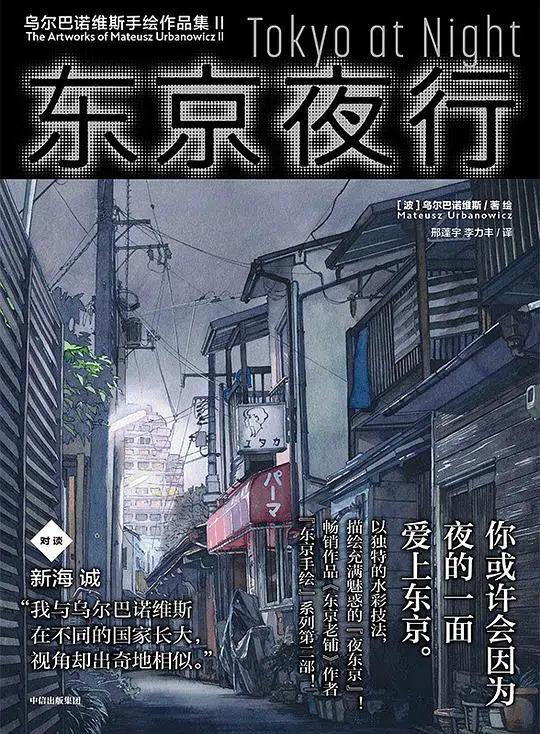 乌尔巴诺维斯手绘作品集 II
The Artworks of Mateusz Urbanowicz II
Tokyo at Night
东京夜行
[波] 乌尔巴诺维斯/著 绘
Mateusz Urbanowicz
邢蓬宇 李力丰/译
ユタカ
パーマ
你或许会因为
夜的一面
爱上东京。
以独特的水彩技法，
描绘充满魅惑的『夜东京』！
畅销作品《东京老铺》作者
『东京手绘』系列第二部！
对谈
新海 诚
“我与乌尔巴诺维斯
在不同的国家长大，
视角却出奇地相似。”
中信出版集团